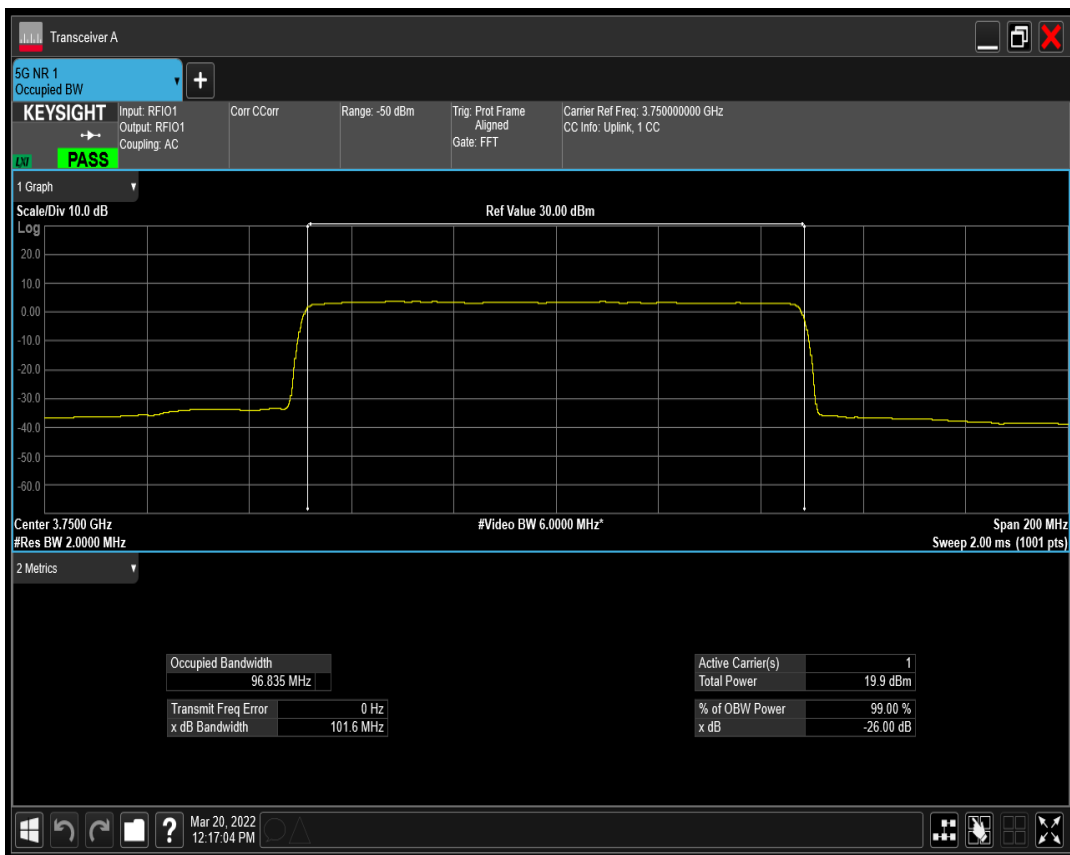 Transceiver A
5G NR 1
Occupied BW
+
KEYSIGHT
LXI
PASS
Input: RFIO1
Output: RFIO1
Coupling: AC
Corr CCorr
Range: -50 dBm
Trig: Prot Frame
Aligned
Gate: FFT
Carrier Ref Freq: 3.750000000 GHz
CC Info: Uplink, 1 CC
1 Graph
Scale/Div 10.0 dB
Ref Value 30.00 dBm
Log
20.0
10.0
0.00
-10.0
-20.0
-30.0
-40.0
-50.0
-60.0
Center 3.7500 GHz
#Video BW 6.0000 MHz*
Span 200 MHz
#Res BW 2.0000 MHz
Sweep 2.00 ms (1001 pts)
2 Metrics
Occupied Bandwidth
96.835 MHz
Transmit Freq Error 0 Hz
x dB Bandwidth 101.6 MHz
Active Carrier(s) 1
Total Power 19.9 dBm
% of OBW Power 99.00 %
x dB -26.00 dB
?
Mar 20, 2022
12:17:04 PM